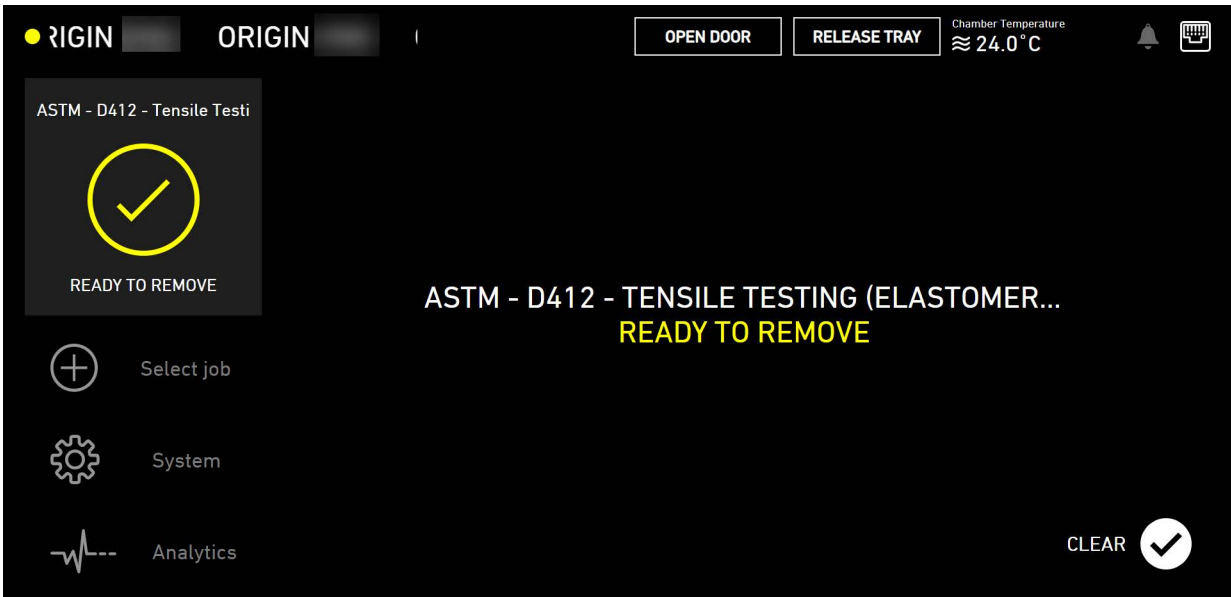 RIGIN ORIGIN
OPEN DOOR
RELEASE TRAY
Chamber Temperature
≈ 24.0°C
ASTM - D412 - Tensile Testi
READY TO REMOVE
ASTM - D412 - TENSILE TESTING (ELASTOMER...
READY TO REMOVE
Select job
System
Analytics
CLEAR